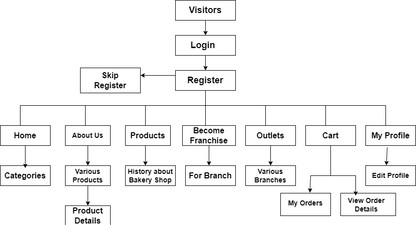 Visitors
Login
Skip
Register
Register
Home
About Us
Products
Become
Franchise
Outlets
Cart
My Profile
Categories
Various
Products
History about
Bakery Shop
For Branch
Various
Branches
Edit Profile
My Orders
View Order
Details
Product
Details